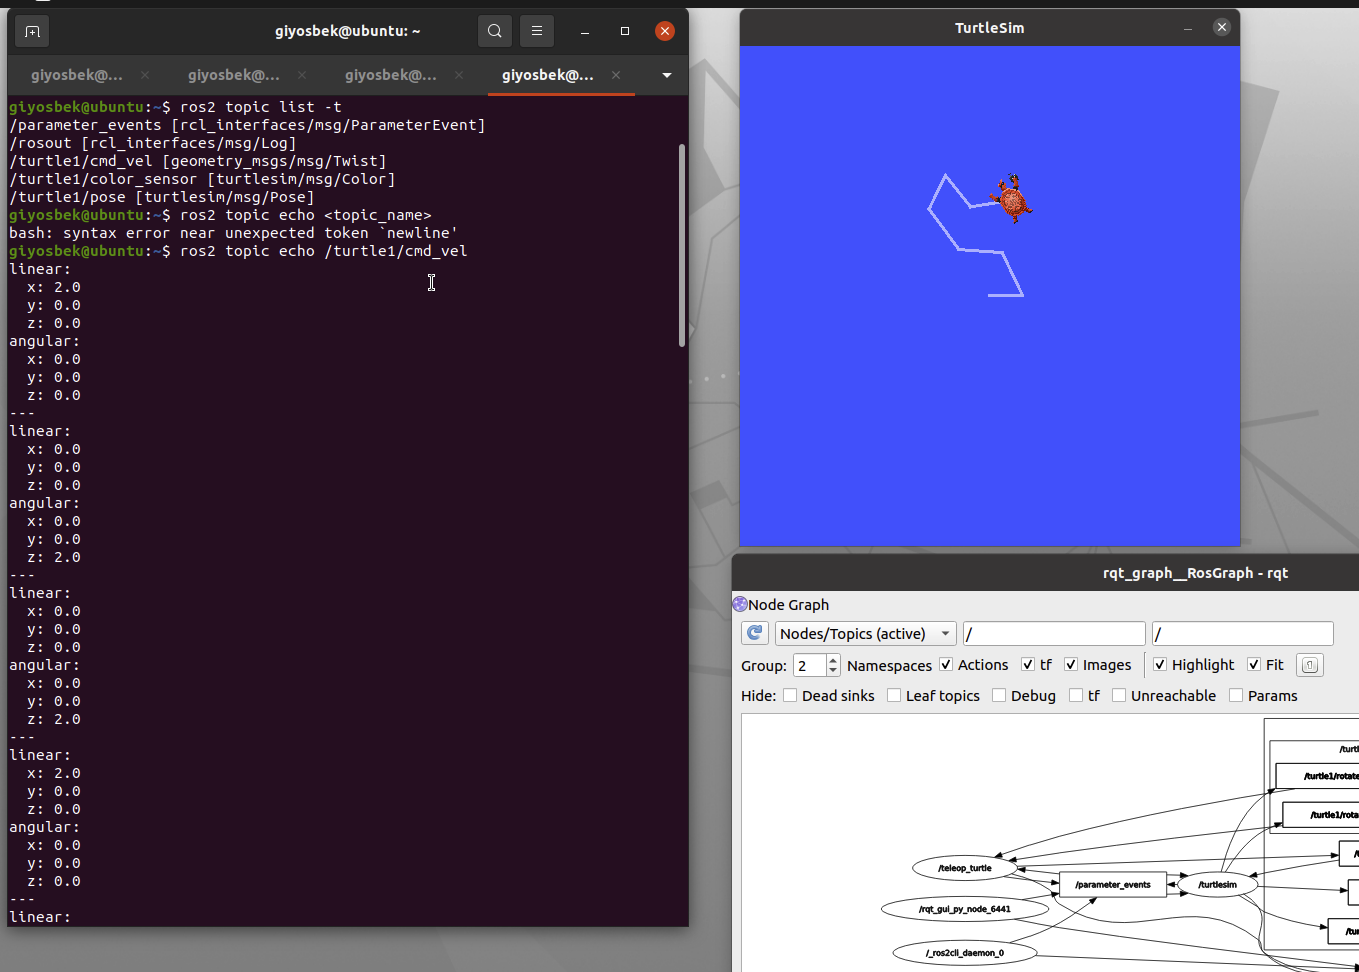 giyosbek@ubuntu: ~
giyosbek@... × giyosbek@... × giyosbek@... × giyosbek@... ×
giyosbek@ubuntu:~$ ros2 topic list -t
/parameter_events [rcl_interfaces/msg/ParameterEvent]
/rosout [rcl_interfaces/msg/Log]
/turtle1/cmd_vel [geometry_msgs/msg/Twist]
/turtle1/color_sensor [turtlesim/msg/Color]
/turtle1/pose [turtlesim/msg/Pose]
giyosbek@ubuntu:~$ ros2 topic echo <topic_name>
bash: syntax error near unexpected token `newline'
giyosbek@ubuntu:~$ ros2 topic echo /turtle1/cmd_vel
linear:
  x: 2.0
  y: 0.0
  z: 0.0
angular:
  x: 0.0
  y: 0.0
  z: 0.0
---
linear:
  x: 0.0
  y: 0.0
  z: 0.0
angular:
  x: 0.0
  y: 0.0
  z: 2.0
---
linear:
  x: 0.0
  y: 0.0
  z: 0.0
angular:
  x: 0.0
  y: 0.0
  z: 2.0
---
linear:
  x: 2.0
  y: 0.0
  z: 0.0
angular:
  x: 0.0
  y: 0.0
  z: 0.0
---
linear:
TurtleSim
rqt_graph__RosGraph - rqt
Node Graph
Nodes/Topics (active) / /
Group: 2 Namespaces Actions tf Images Highlight Fit
Hide: Dead sinks Leaf topics Debug tf Unreachable Params
/turtl
/turtle1/rotate
/turtle1/rota
/teleop_turtle
/parameter_events
/turtlesim
/rqt_gui_py_node_6441
/tur
/_ros2cli_daemon_0